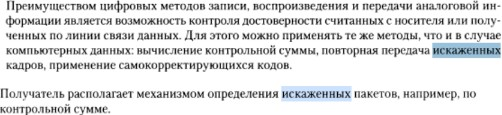 Преимуществом цифровых методов записи, воспроизведения и передачи аналоговой ин-
формации является возможность контроля достоверности считанных с носителя или полу-
ченных по линии связи данных. Для этого можно применять те же методы, что и в случае
компьютерных данных: вычисление контрольной суммы, повторная передача искаженных
кадров, применение самокорректирующихся кодов.
Получатель располагает механизмом определения искаженных пакетов, например, по
контрольной сумме.